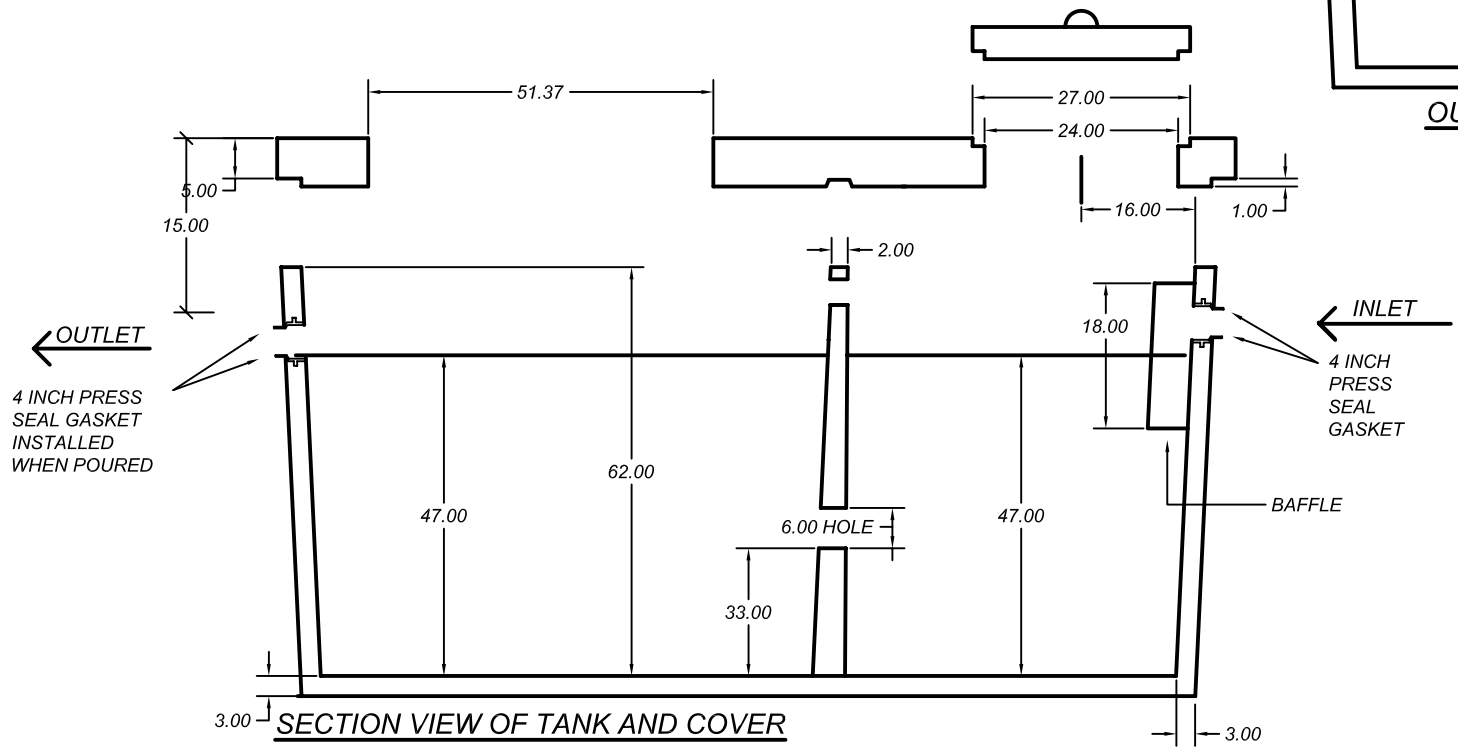 51.37
27.00
24.00
OU
5.00
15.00
16.00
1.00
2.00
OUTLET
18.00
INLET
4 INCH PRESS
SEAL GASKET
INSTALLED
WHEN POURED
4 INCH
PRESS
SEAL
GASKET
62.00
47.00
6.00 HOLE
47.00
BAFFLE
33.00
3.00
SECTION VIEW OF TANK AND COVER
3.00